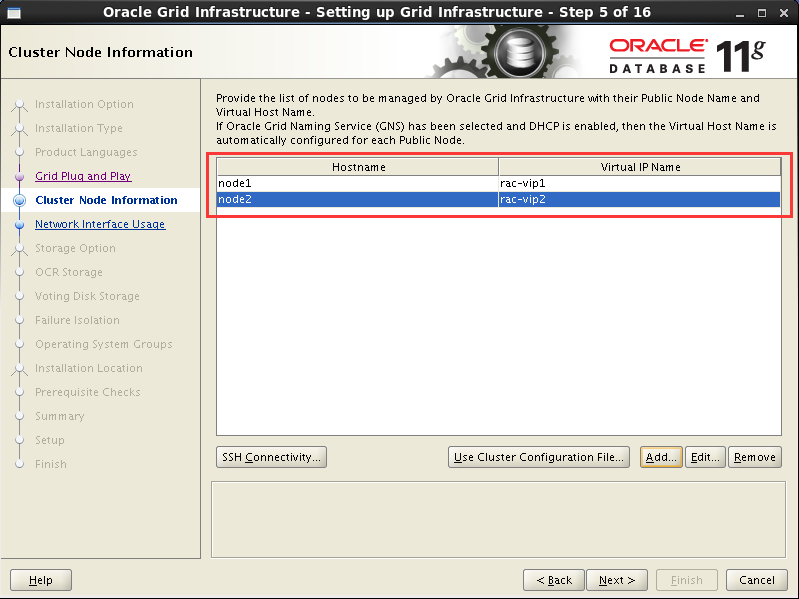 Oracle Grid Infrastructure - Setting up Grid Infrastructure - Step 5 of 16
Cluster Node Information
ORACLE
DATABASE 11g
Installation Option
Installation Type
Product Languages
Grid Plug and Play
Cluster Node Information
Network Interface Usage
Storage Option
OCR Storage
Voting Disk Storage
Failure Isolation
Operating System Groups
Installation Location
Prerequisite Checks
Summary
Setup
Finish
Provide the list of nodes to be managed by Oracle Grid Infrastructure with their Public Node Name and
Virtual Host Name.
If Oracle Grid Naming Service (GNS) has been selected and DHCP is enabled, then the Virtual Host Name is
automatically configured for each Public Node.
Hostname Virtual IP Name
node1 rac-vip1
node2 rac-vip2
SSH Connectivity... Use Cluster Configuration File... Add... Edit... Remove
Help < Back Next > Finish Cancel